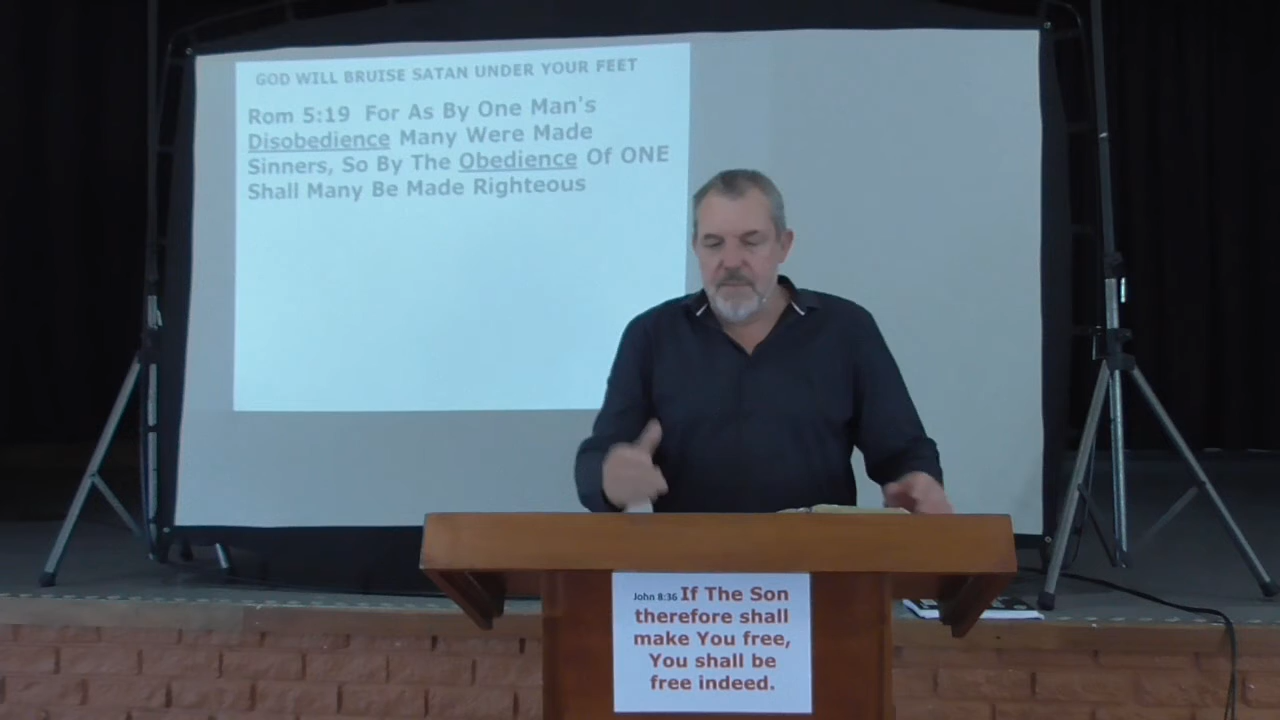 GOD WILL BRUISE SATAN UNDER YOUR FEET
Rom 5:19 For As By One Man's
Disobedience Many Were Made
Sinners, So By The Obedience Of ONE
Shall Many Be Made Righteous
John 8:36 If The Son
therefore shall
make You free,
You shall be
free indeed.